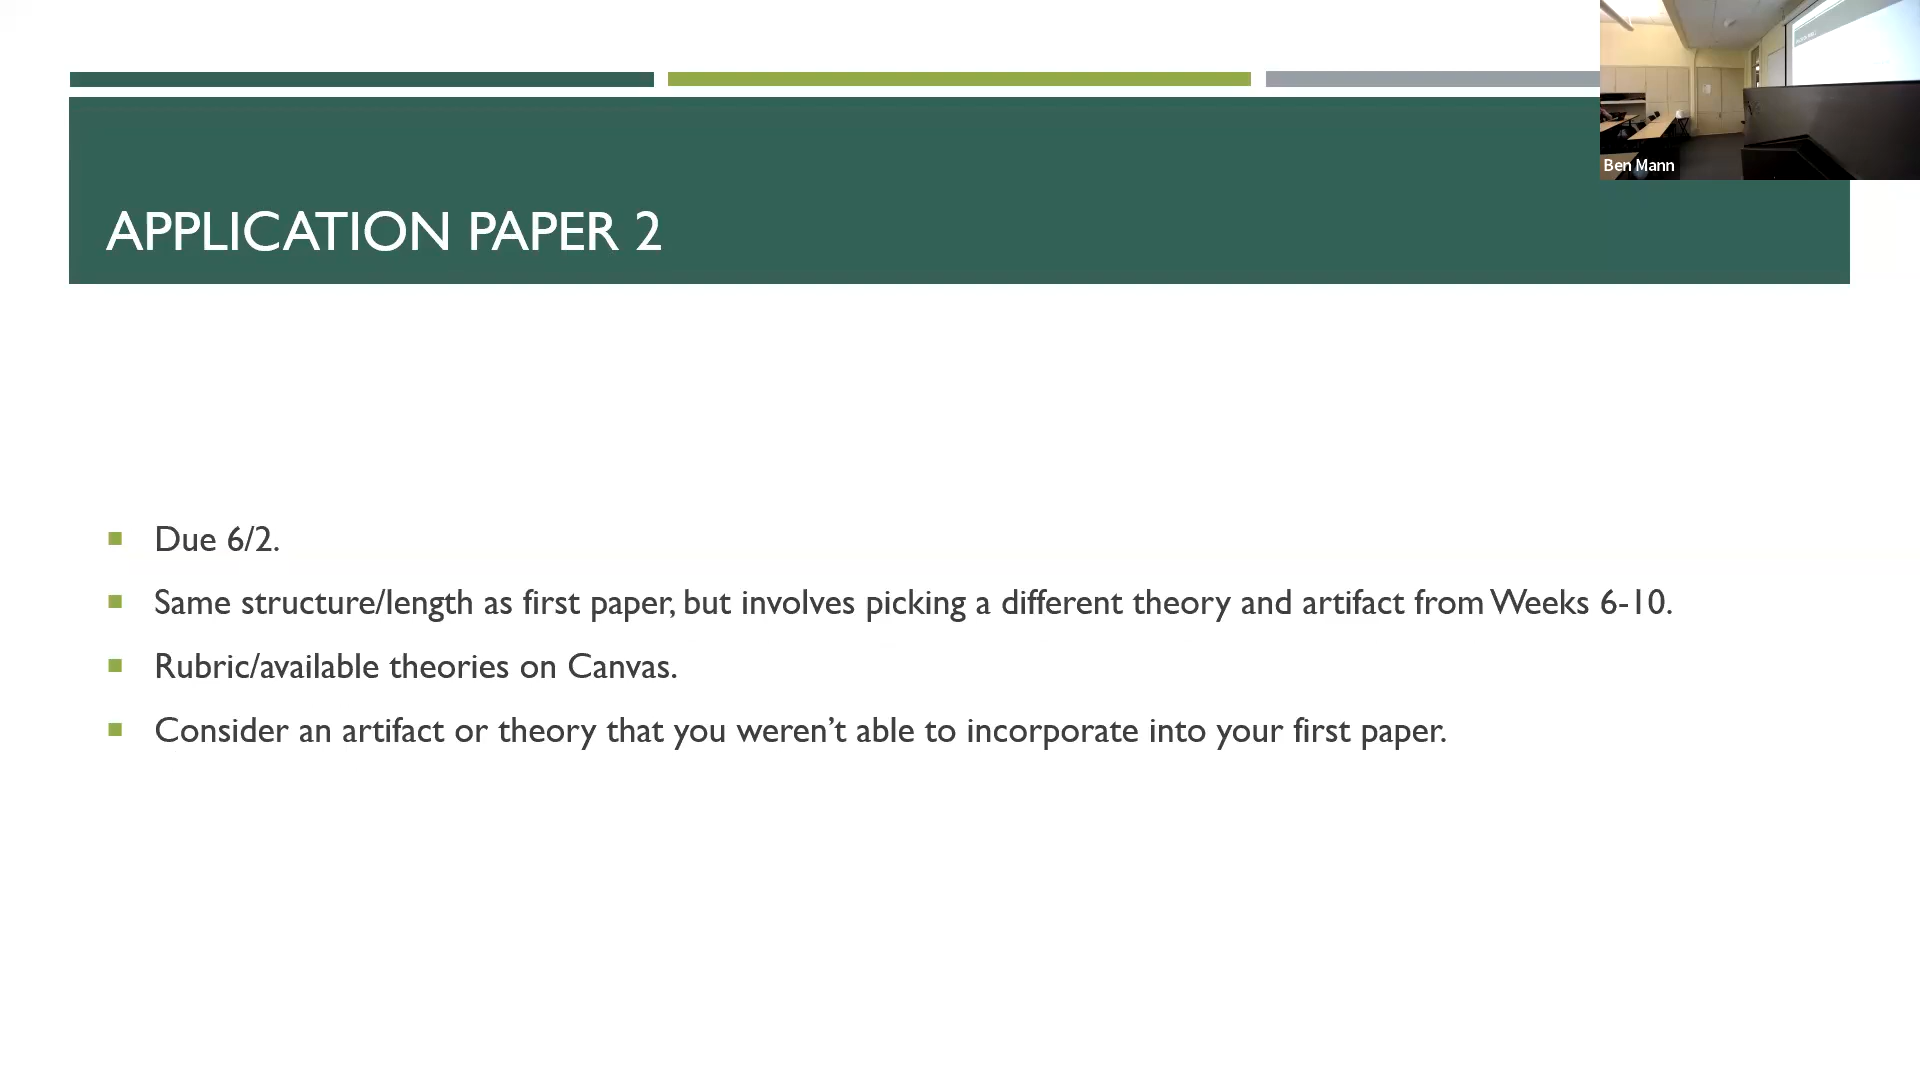 Ben Mann
APPLICATION PAPER 2
Due 6/2.
Same structure/length as first paper, but involves picking a different theory and artifact from Weeks 6-10.
Rubric/available theories on Canvas.
Consider an artifact or theory that you weren’t able to incorporate into your first paper.